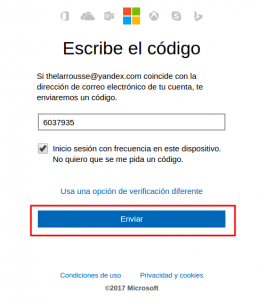 Escribe el código
Si thelarrousse@yandex.com coincide con la
dirección de correo electrónico de tu cuenta, te
enviaremos un código.
6037935
Inicio sesión con frecuencia en este dispositivo.
No quiero que se me pida un código.
Usa una opción de verificación diferente
Enviar
Condiciones de uso Privacidad y cookies
©2017 Microsoft